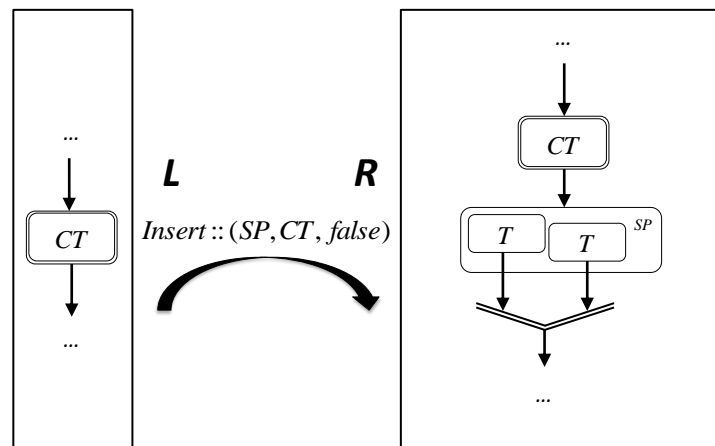 ...
CT
...
L R
Insert :: (SP, CT, false)
...
CT
SP
T T
...